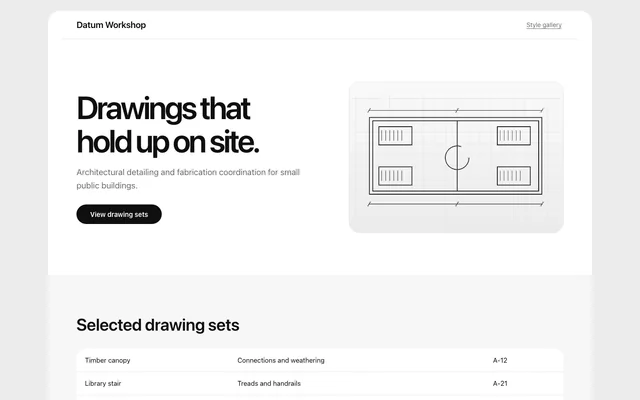 Datum Workshop
Style gallery
Drawings that
hold up on site.
Architectural detailing and fabrication coordination for small
public buildings.
View drawing sets
Selected drawing sets
Timber canopy Connections and weathering A-12
Library stair Treads and handrails A-21